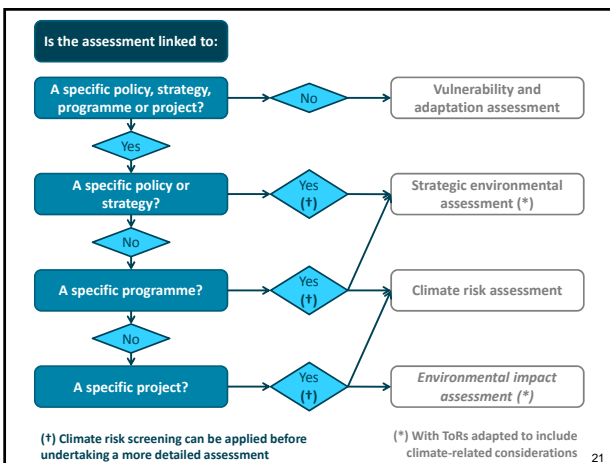 Is the assessment linked to:
A specific policy, strategy,
programme or project?
No
Vulnerability and
adaptation assessment
Yes
A specific policy or
strategy?
Yes
(†)
Strategic environmental
assessment (*)
No
A specific programme?
Yes
(†)
Climate risk assessment
No
A specific project?
Yes
(†)
Environmental impact
assessment (*)
(†) Climate risk screening can be applied before
undertaking a more detailed assessment
(*) With ToRs adapted to include
climate-related considerations
21